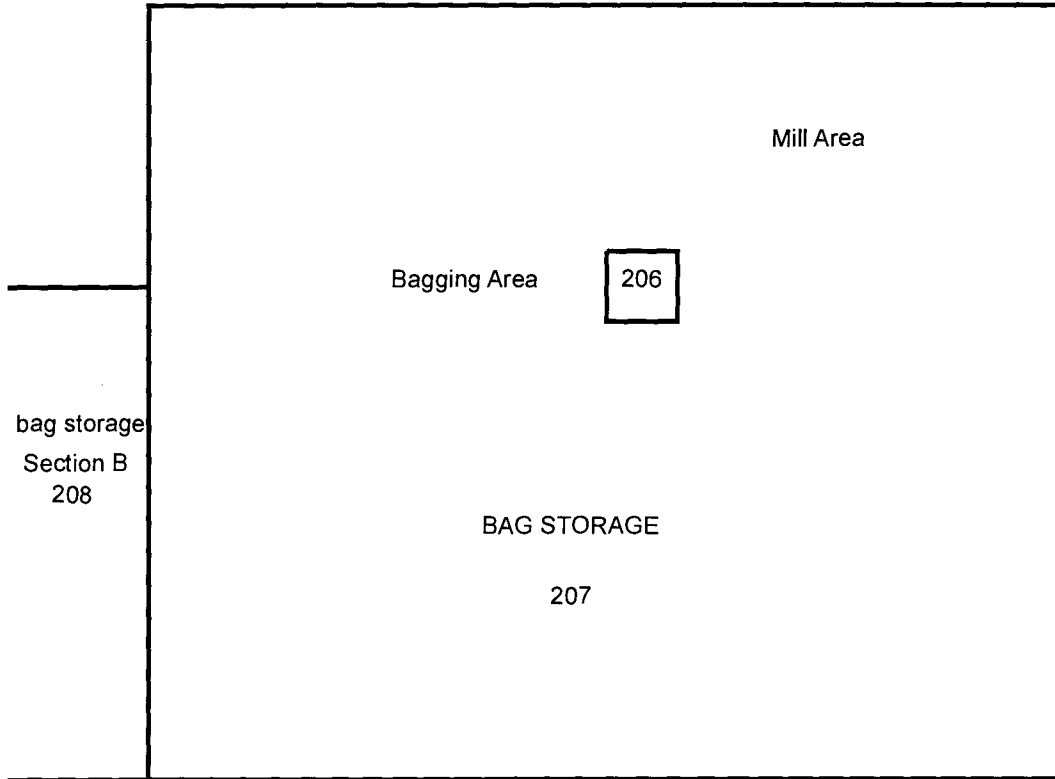 Mill Area
Bagging Area
206
bag storage
Section B
208
BAG STORAGE
207